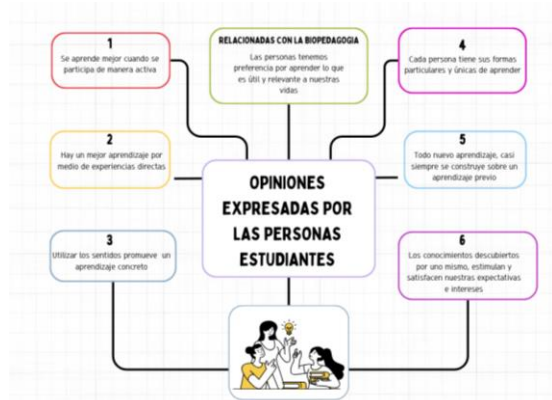 1
Se aprende mejor cuando se
participa de manera activa
RELACIONADAS CON LA BIOPEDAGOGIA
Las personas tenemos
preferencia por aprender lo que
es útil y relevante a nuestras
vidas
4
Cada persona tiene sus formas
particulares y únicas de aprender
2
Hay un mejor aprendizaje por
medio de experiencias directas
OPINIONES
EXPRESADAS POR
LAS PERSONAS
ESTUDIANTES
5
Todo nuevo aprendizaje, casi
siempre se construye sobre un
aprendizaje previo
3
Utilizar los sentidos promueve un
aprendizaje concreto
6
Los conocimientos descubiertos
por uno mismo, estimulan y
satisfacen nuestras expectativas
e intereses